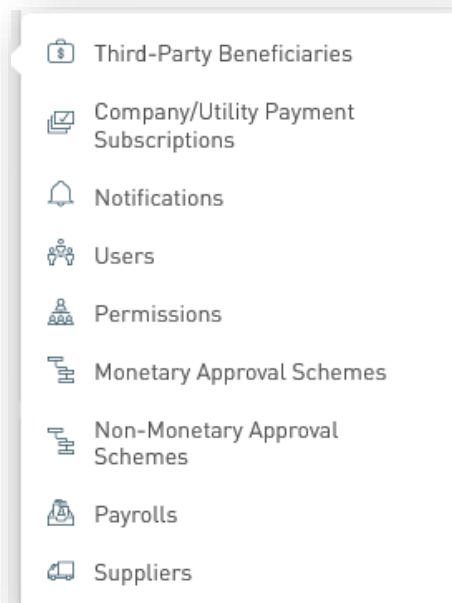 Third-Party Beneficiaries
Company/Utility Payment
Subscriptions
Notifications
Users
Permissions
Monetary Approval Schemes
Non-Monetary Approval
Schemes
Payrolls
Suppliers